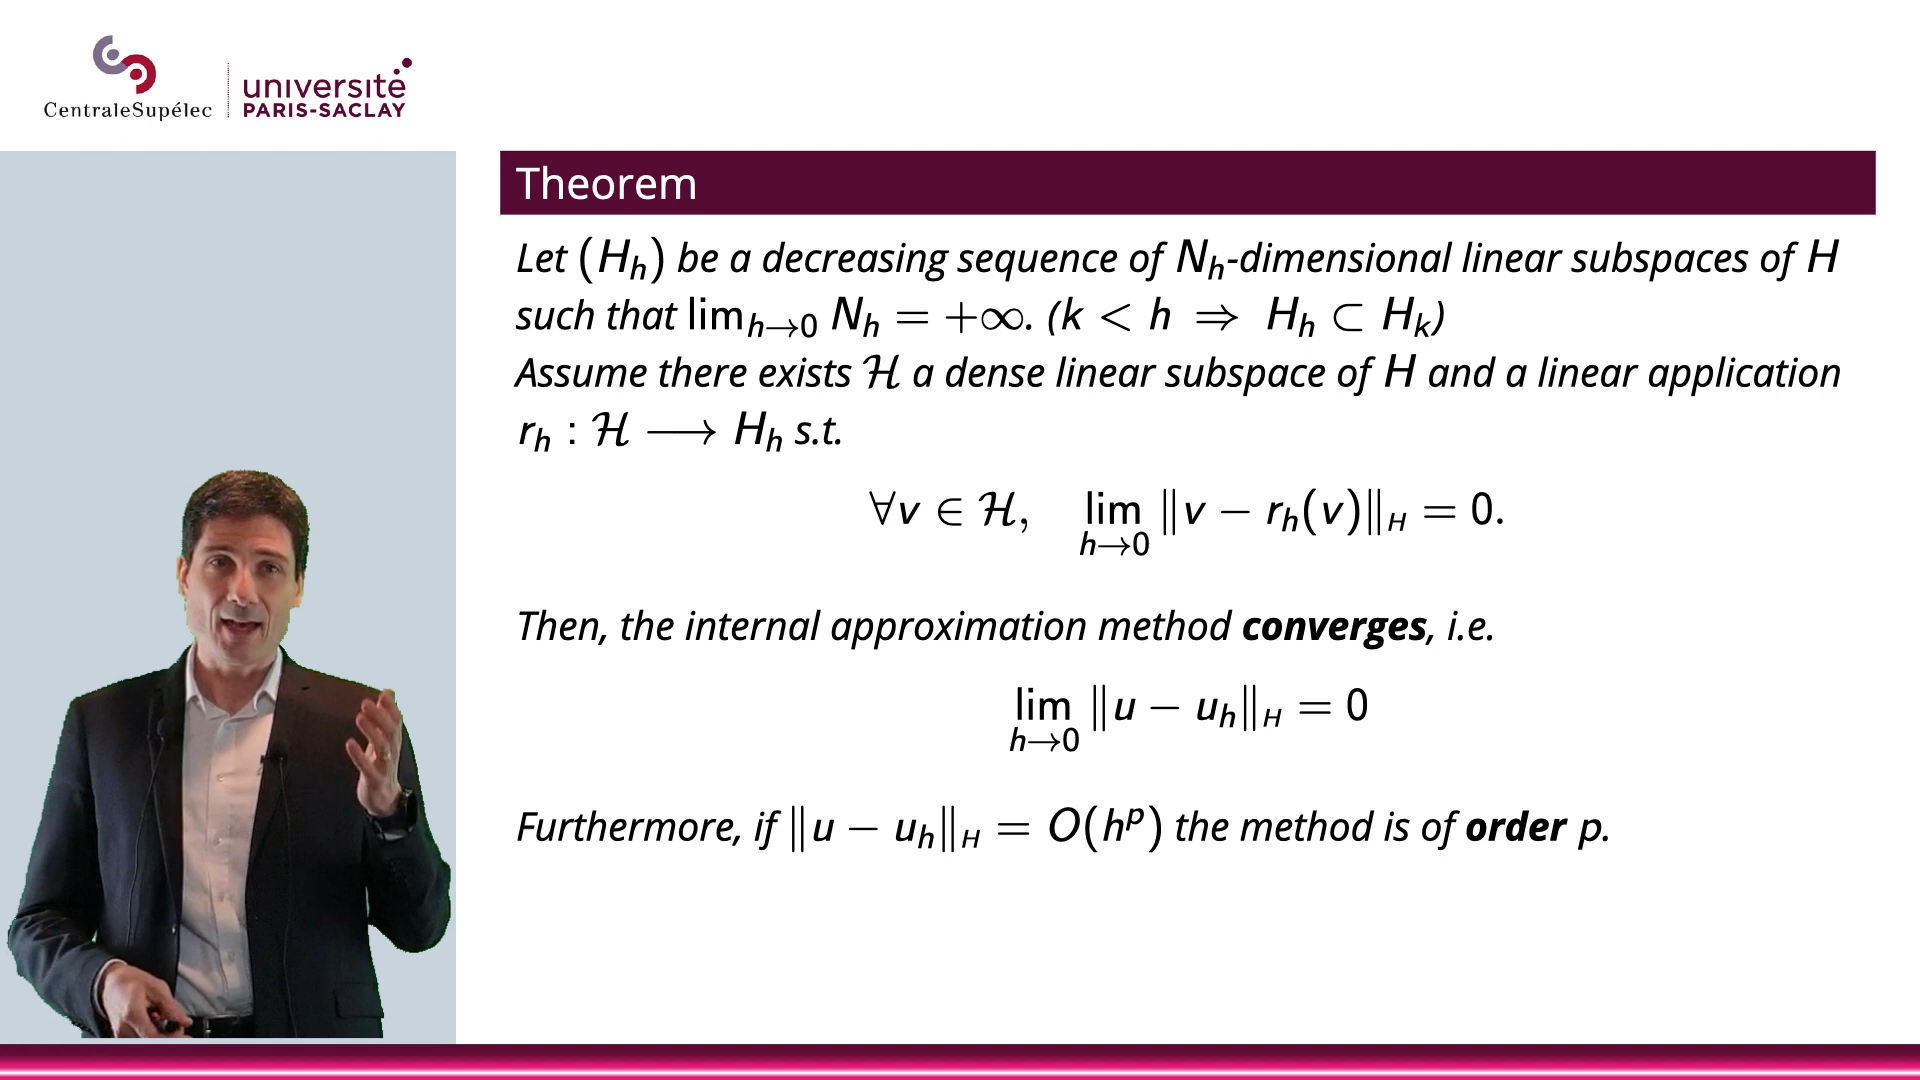 CentraleSupélec
université
PARIS-SACLAY
Theorem
Let (H_h) be a decreasing sequence of N_h-dimensional linear subspaces of H
such that lim_{h→0} N_h = +∞. (k < h ⇒ H_h ⊂ H_k)
Assume there exists ℋ a dense linear subspace of H and a linear application
r_h : ℋ ⟶ H_h s.t.
∀v ∈ ℋ, lim_{h→0} ‖v − r_h(v)‖_H = 0.
Then, the internal approximation method converges, i.e.
lim_{h→0} ‖u − u_h‖_H = 0
Furthermore, if ‖u − u_h‖_H = O(h^p) the method is of order p.